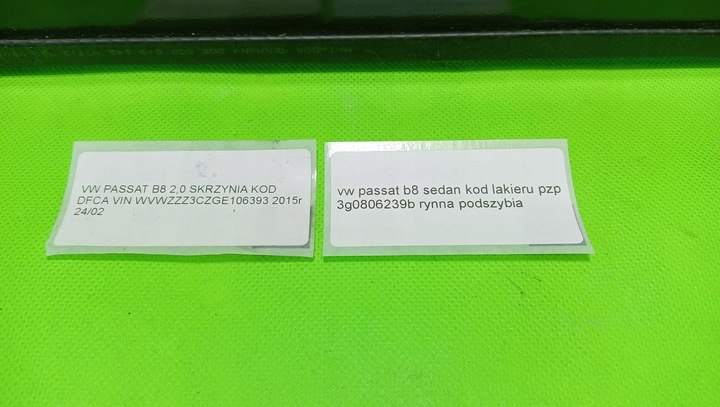 VW PASSAT B8 2,0 SKRZYNIA KOD
DFCA VIN WVWZZZ3CZGE106393 2015r
24/02
vw passat b8 sedan kod lakieru pzp
3g0806239b rynna podszybia